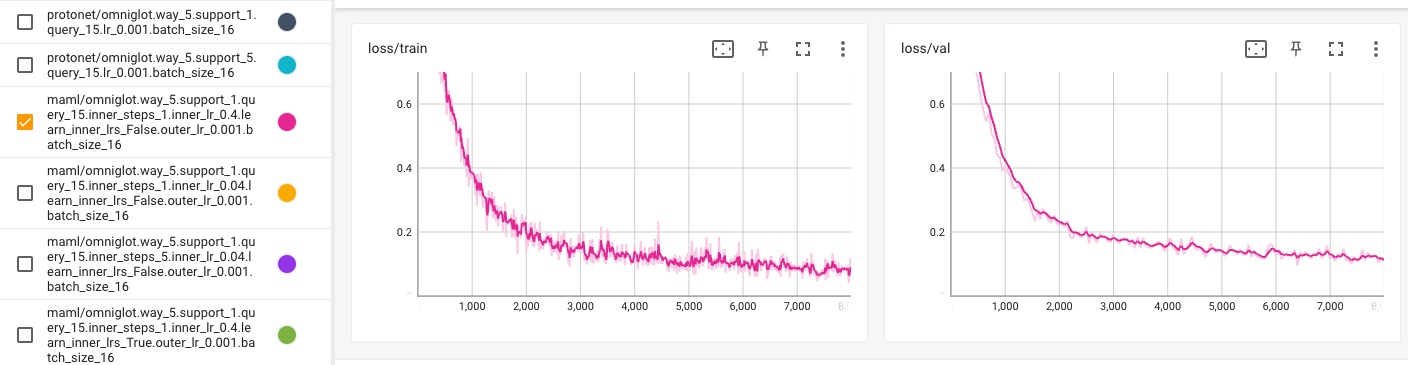 protonet/omniglot.way_5.support_1.
query_15.lr_0.001.batch_size_16
protonet/omniglot.way_5.support_5.
query_15.lr_0.001.batch_size_16
maml/omniglot.way_5.support_1.qu
ery_15.inner_steps_1.inner_lr_0.4.le
arn_inner_lrs_False.outer_lr_0.001.b
atch_size_16
maml/omniglot.way_5.support_1.qu
ery_15.inner_steps_1.inner_lr_0.04.l
earn_inner_lrs_False.outer_lr_0.001.
batch_size_16
maml/omniglot.way_5.support_1.qu
ery_15.inner_steps_5.inner_lr_0.04.l
earn_inner_lrs_False.outer_lr_0.001.
batch_size_16
maml/omniglot.way_5.support_1.qu
ery_15.inner_steps_1.inner_lr_0.4.le
arn_inner_lrs_True.outer_lr_0.001.ba
tch_size_16
loss/train
0.6
0.4
0.2
1,000 2,000 3,000 4,000 5,000 6,000 7,000
loss/val
0.6
0.4
0.2
1,000 2,000 3,000 4,000 5,000 6,000 7,000